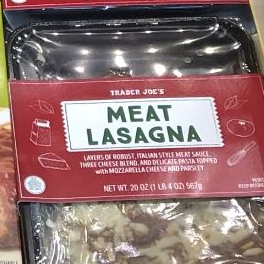 TRADER JOE'S
MEAT
LASAGNA
LAYERS OF ROBUST, ITALIAN STYLE MEAT SAUCE,
THREE CHEESE BLEND, AND DELICATE PASTA TOPPED
with MOZZARELLA CHEESE AND PARSLEY
NET WT. 20 OZ (1 LB 4 OZ) 567g